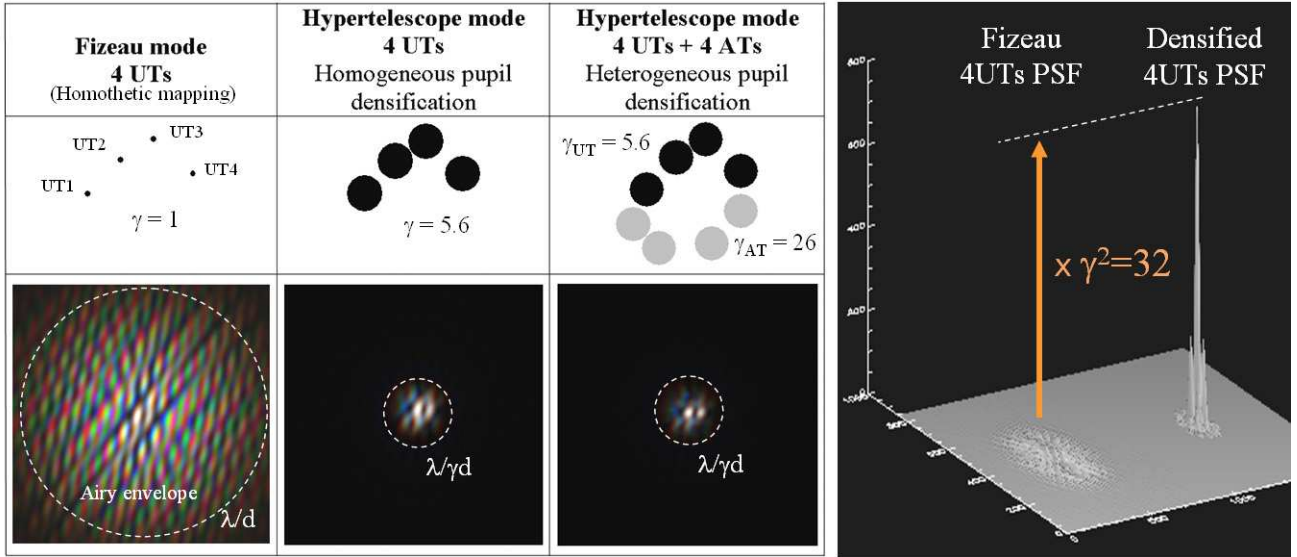 Fizeau mode
4 UTs
(Homothetic mapping)
Hypertelescope mode
4 UTs
Homogeneous pupil
densification
Hypertelescope mode
4 UTs + 4 ATs
Heterogeneous pupil
densification
UT1
UT2
UT3
UT4
γ = 1
γ = 5.6
γUT = 5.6
γAT = 26
Airy envelope
λ/d
λ/γd
λ/γd
Fizeau
4UTs PSF
Densified
4UTs PSF
x γ²=32
800
600
400
200